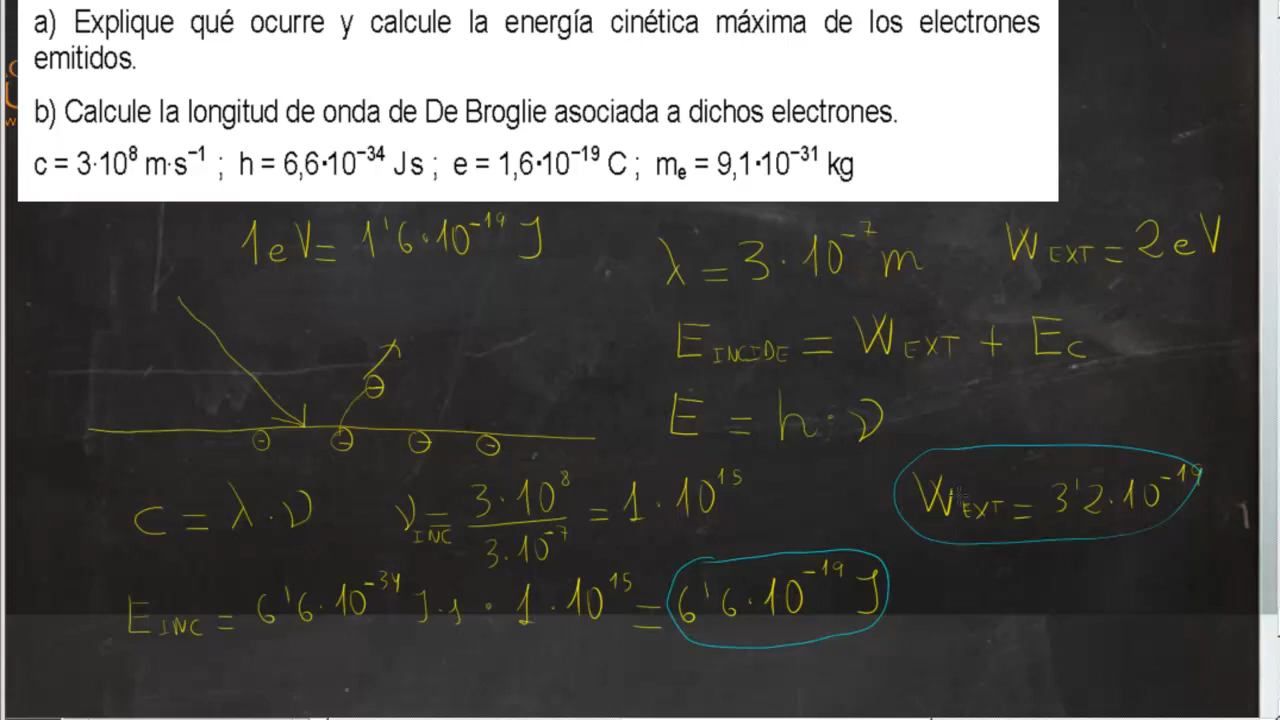 a) Explique qué ocurre y calcule la energía cinética máxima de los electrones
emitidos.
b) Calcule la longitud de onda de De Broglie asociada a dichos electrones.
c = 3·10⁸ m·s⁻¹ ; h = 6,6·10⁻³⁴ J s ; e = 1,6·10⁻¹⁹ C ; mₑ = 9,1·10⁻³¹ kg
1eV = 1'6·10⁻¹⁹ J
λ = 3·10⁻⁷ m
W EXT = 2eV
E INCIDE = W EXT + E C
E = h·ν
W EXT = 3'2·10⁻¹⁹
c = λ·ν
ν INC = 3·10⁸ / 3·10⁻⁷ = 1·10¹⁵
E INC = 6'6·10⁻³⁴ J·s · 1·10¹⁵ = 6'6·10⁻¹⁹ J